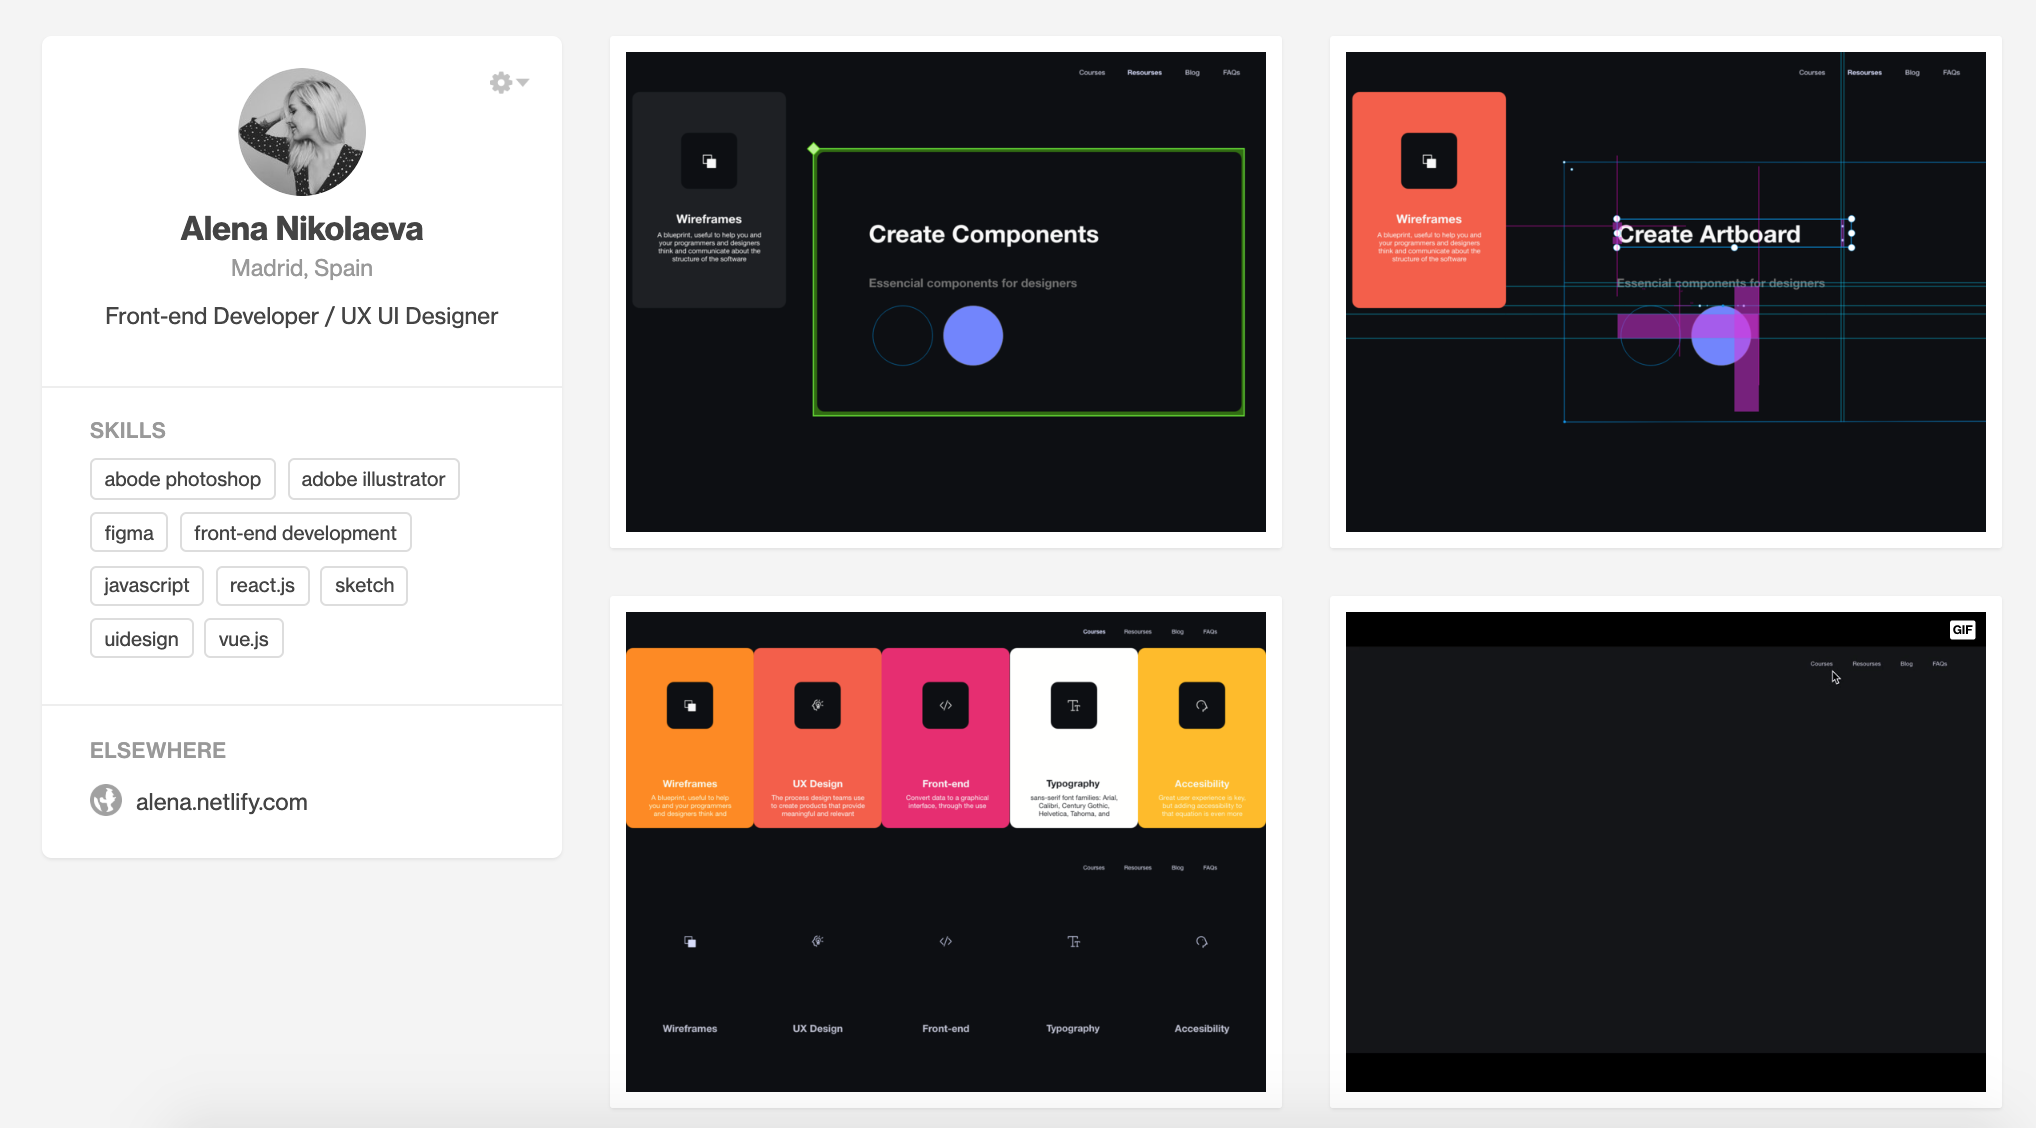 Alena Nikolaeva
Madrid, Spain
Front-end Developer / UX UI Designer
SKILLS
abode photoshop
adobe illustrator
figma
front-end development
javascript
react.js
sketch
uidesign
vue.js
ELSEWHERE
alena.netlify.com
Courses Resourses Blog FAQs
Wireframes
A blueprint, useful to help you and
your programmers and designers
think and communicate about the
structure of the software
Create Components
Essencial components for designers
Courses Resourses Blog FAQs
Wireframes
A blueprint, useful to help you and
your programmers and designers
think and communicate about the
structure of the software
Create Artboard
Essencial components for designers
Courses Resourses Blog FAQs
Wireframes
A blueprint, useful to help
you and your programmers
and designers think and
UX Design
The process design teams use
to create products that provide
meaningful and relevant
Front-end
Convert data to a graphical
interface, through the use
Typography
sans-serif font families: Arial,
Calibri, Century Gothic,
Helvetica, Tahoma, and
Accesibility
Great user experience is key,
but adding accessibility to
that equation is even more
Courses Resourses Blog FAQs
Wireframes
UX Design
Front-end
Typography
Accesibility
GIF
Courses Resourses Blog FAQs